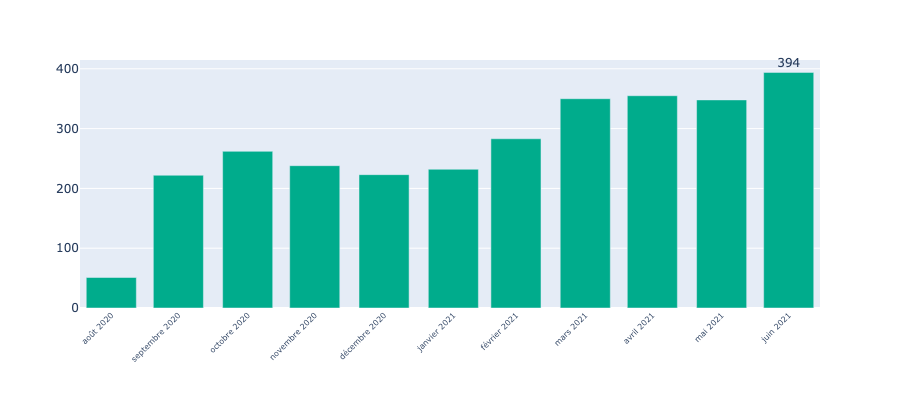 394
400
300
200
100
0
août 2020
septembre 2020
octobre 2020
novembre 2020
décembre 2020
janvier 2021
février 2021
mars 2021
avril 2021
mai 2021
juin 2021